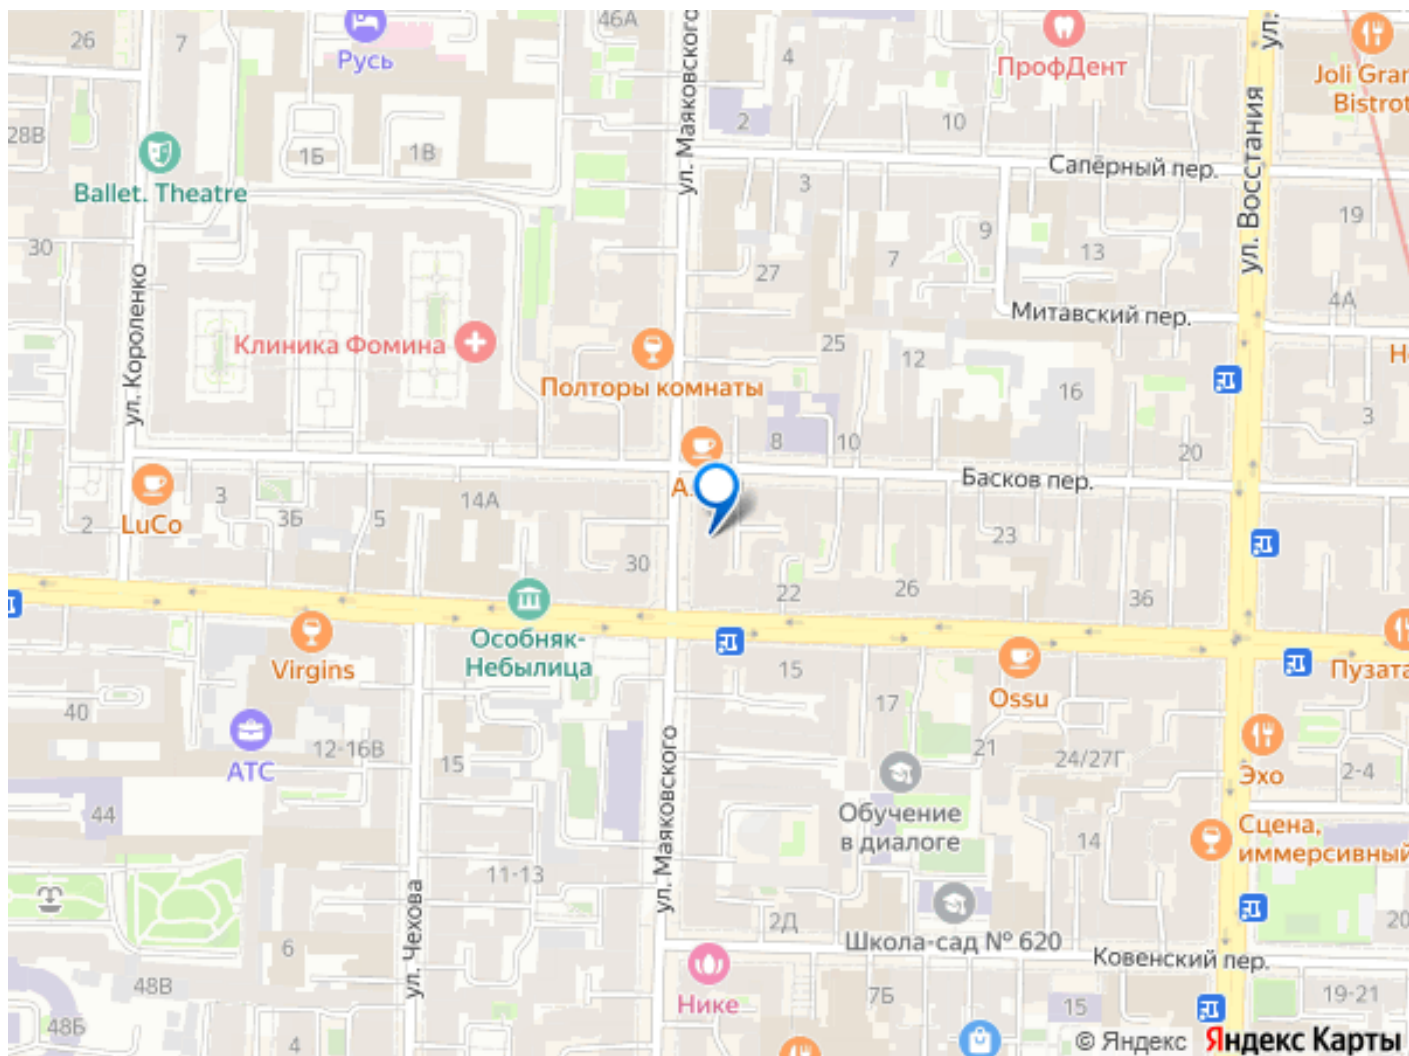 46А
26
7
Русь
4
ПрофДент
ул.
Joli Gran
Bistrot
ул. Маяковского
28В
1Б
1В
2
10
ул. Восстания
Сапёрный пер.
Ballet. Theatre
3
19
30
9
7
13
27
ул. Короленко
4А
Митавский пер.
Клиника Фомина
25
12
Полторы комнаты
16
3
8
10
20
Басков пер.
LuCo
3
3Б
5
14А
2
23
30
22
26
36
Особняк-
Небылица
Virgins
15
Ossu
Пузата
17
40
АТС
12-16В
15
21
24/27Г
Эхо
2-4
ул. Маяковского
Обучение
в диалоге
44
14
Сцена,
иммерсивный
11-13
ул. Чехова
2Д
20
6
Школа-сад № 620
Ковенский пер.
48В
Нике
7Б
15
19-21
48Б
4
© Яндекс Яндекс Карты